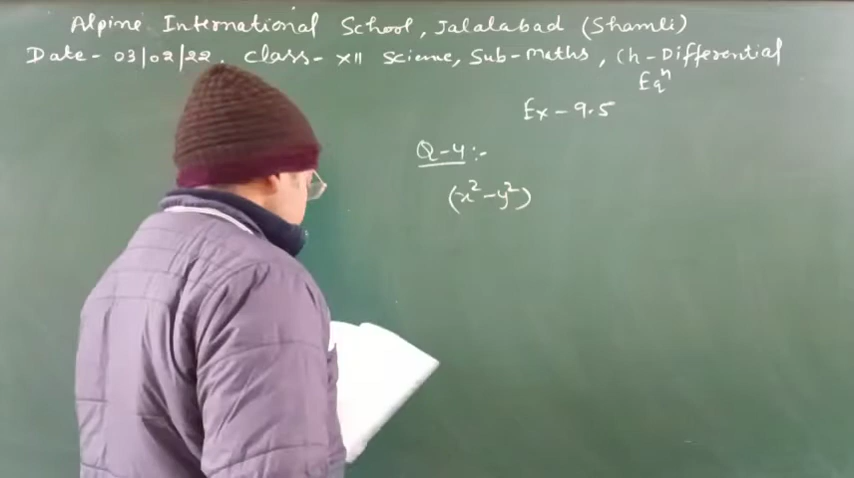 Alpine International School, Jalalabad (Shamli)
Date - 03/02/22. Class - XII Science, Sub - Maths, Ch - Differential
Eqⁿ
Ex - 9.5
Q-4:-
(x² - y²)